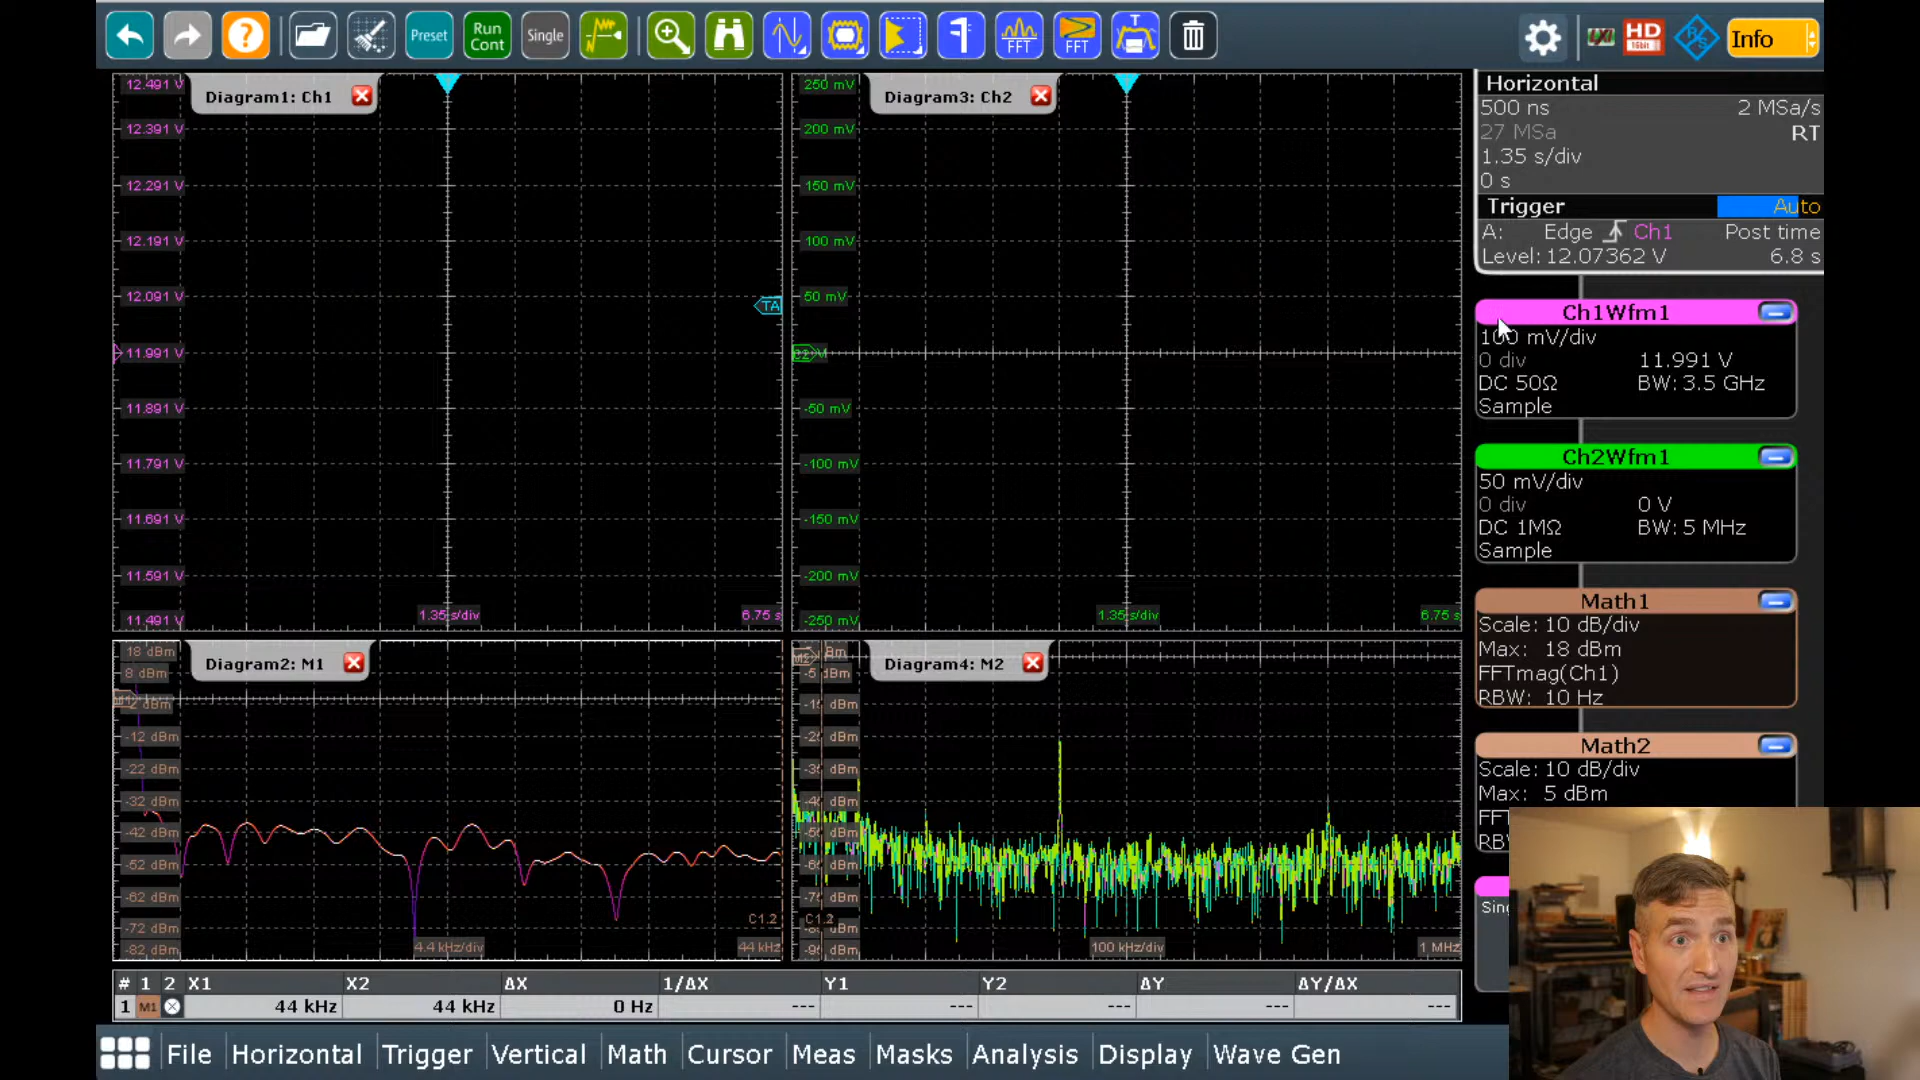 Preset
Run
Cont
Single
FFT
FFT
T
HD
16bit
R&S
Info
12.491 V
12.391 V
12.291 V
12.191 V
12.091 V
11.991 V
11.891 V
11.791 V
11.691 V
11.591 V
11.491 V
Diagram1: Ch1
TA
1.35 s/div
6.75 s
250 mV
200 mV
150 mV
100 mV
50 mV
C2
-50 mV
-100 mV
-150 mV
-200 mV
-250 mV
Diagram3: Ch2
1.35 s/div
6.75 s
18 dBm
8 dBm
-2 dBm
-12 dBm
-22 dBm
-32 dBm
-42 dBm
-52 dBm
-62 dBm
-72 dBm
-82 dBm
Diagram2: M1
C1.2
4.4 kHz/div
44 kHz
Diagram4: M2
C1.2
100 kHz/div
1 MHz
Horizontal
500 ns 2 MSa/s
27 MSa RT
1.35 s/div
0 s
Trigger Auto
A: Edge Ch1 Post time
Level: 12.07362 V 6.8 s
Ch1Wfm1
100 mV/div
0 div 11.991 V
DC 50Ω BW: 3.5 GHz
Sample
Ch2Wfm1
50 mV/div
0 div 0 V
DC 1MΩ BW: 5 MHz
Sample
Math1
Scale: 10 dB/div
Max: 18 dBm
FFTmag(Ch1)
RBW: 10 Hz
Math2
Scale: 10 dB/div
Max: 5 dBm
# 1 2 X1 X2 ΔX 1/ΔX Y1 Y2 ΔY ΔY/ΔX
1 M1 44 kHz 44 kHz 0 Hz --- --- --- --- ---
File Horizontal Trigger Vertical Math Cursor Meas Masks Analysis Display Wave Gen